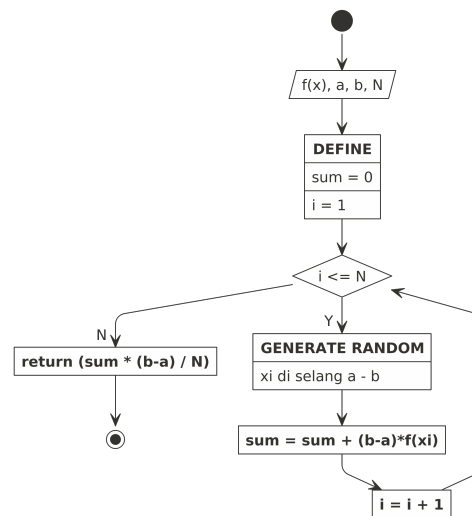 f(x), a, b, N
DEFINE
sum = 0
i = 1
i <= N
N
Y
return (sum * (b-a) / N)
GENERATE RANDOM
xi di selang a - b
sum = sum + (b-a)*f(xi)
i = i + 1